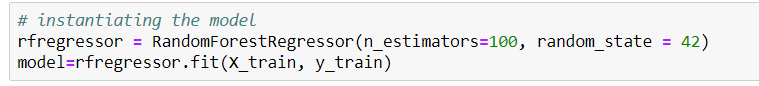 # instantiating the model
rfregressor = RandomForestRegressor(n_estimators=100, random_state = 42)
model=rfregressor.fit(X_train, y_train)